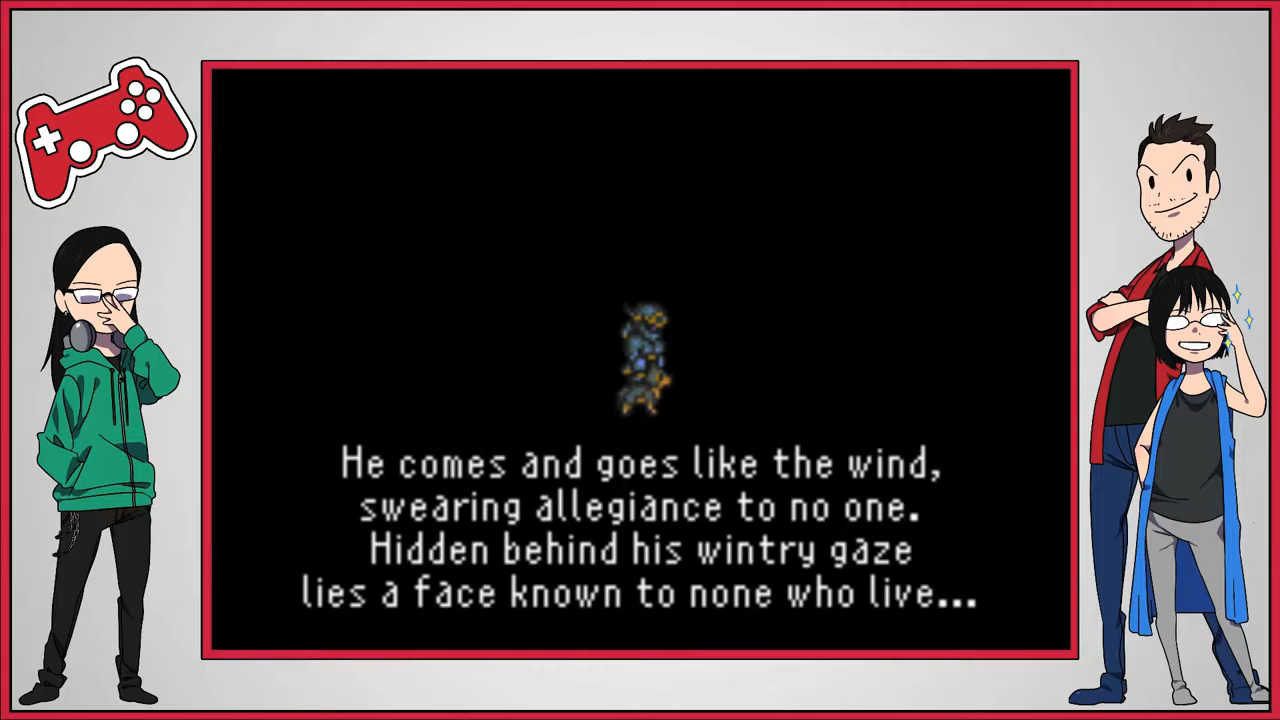 He comes and goes like the wind,
swearing allegiance to no one.
Hidden behind his wintry gaze
lies a face known to none who live...